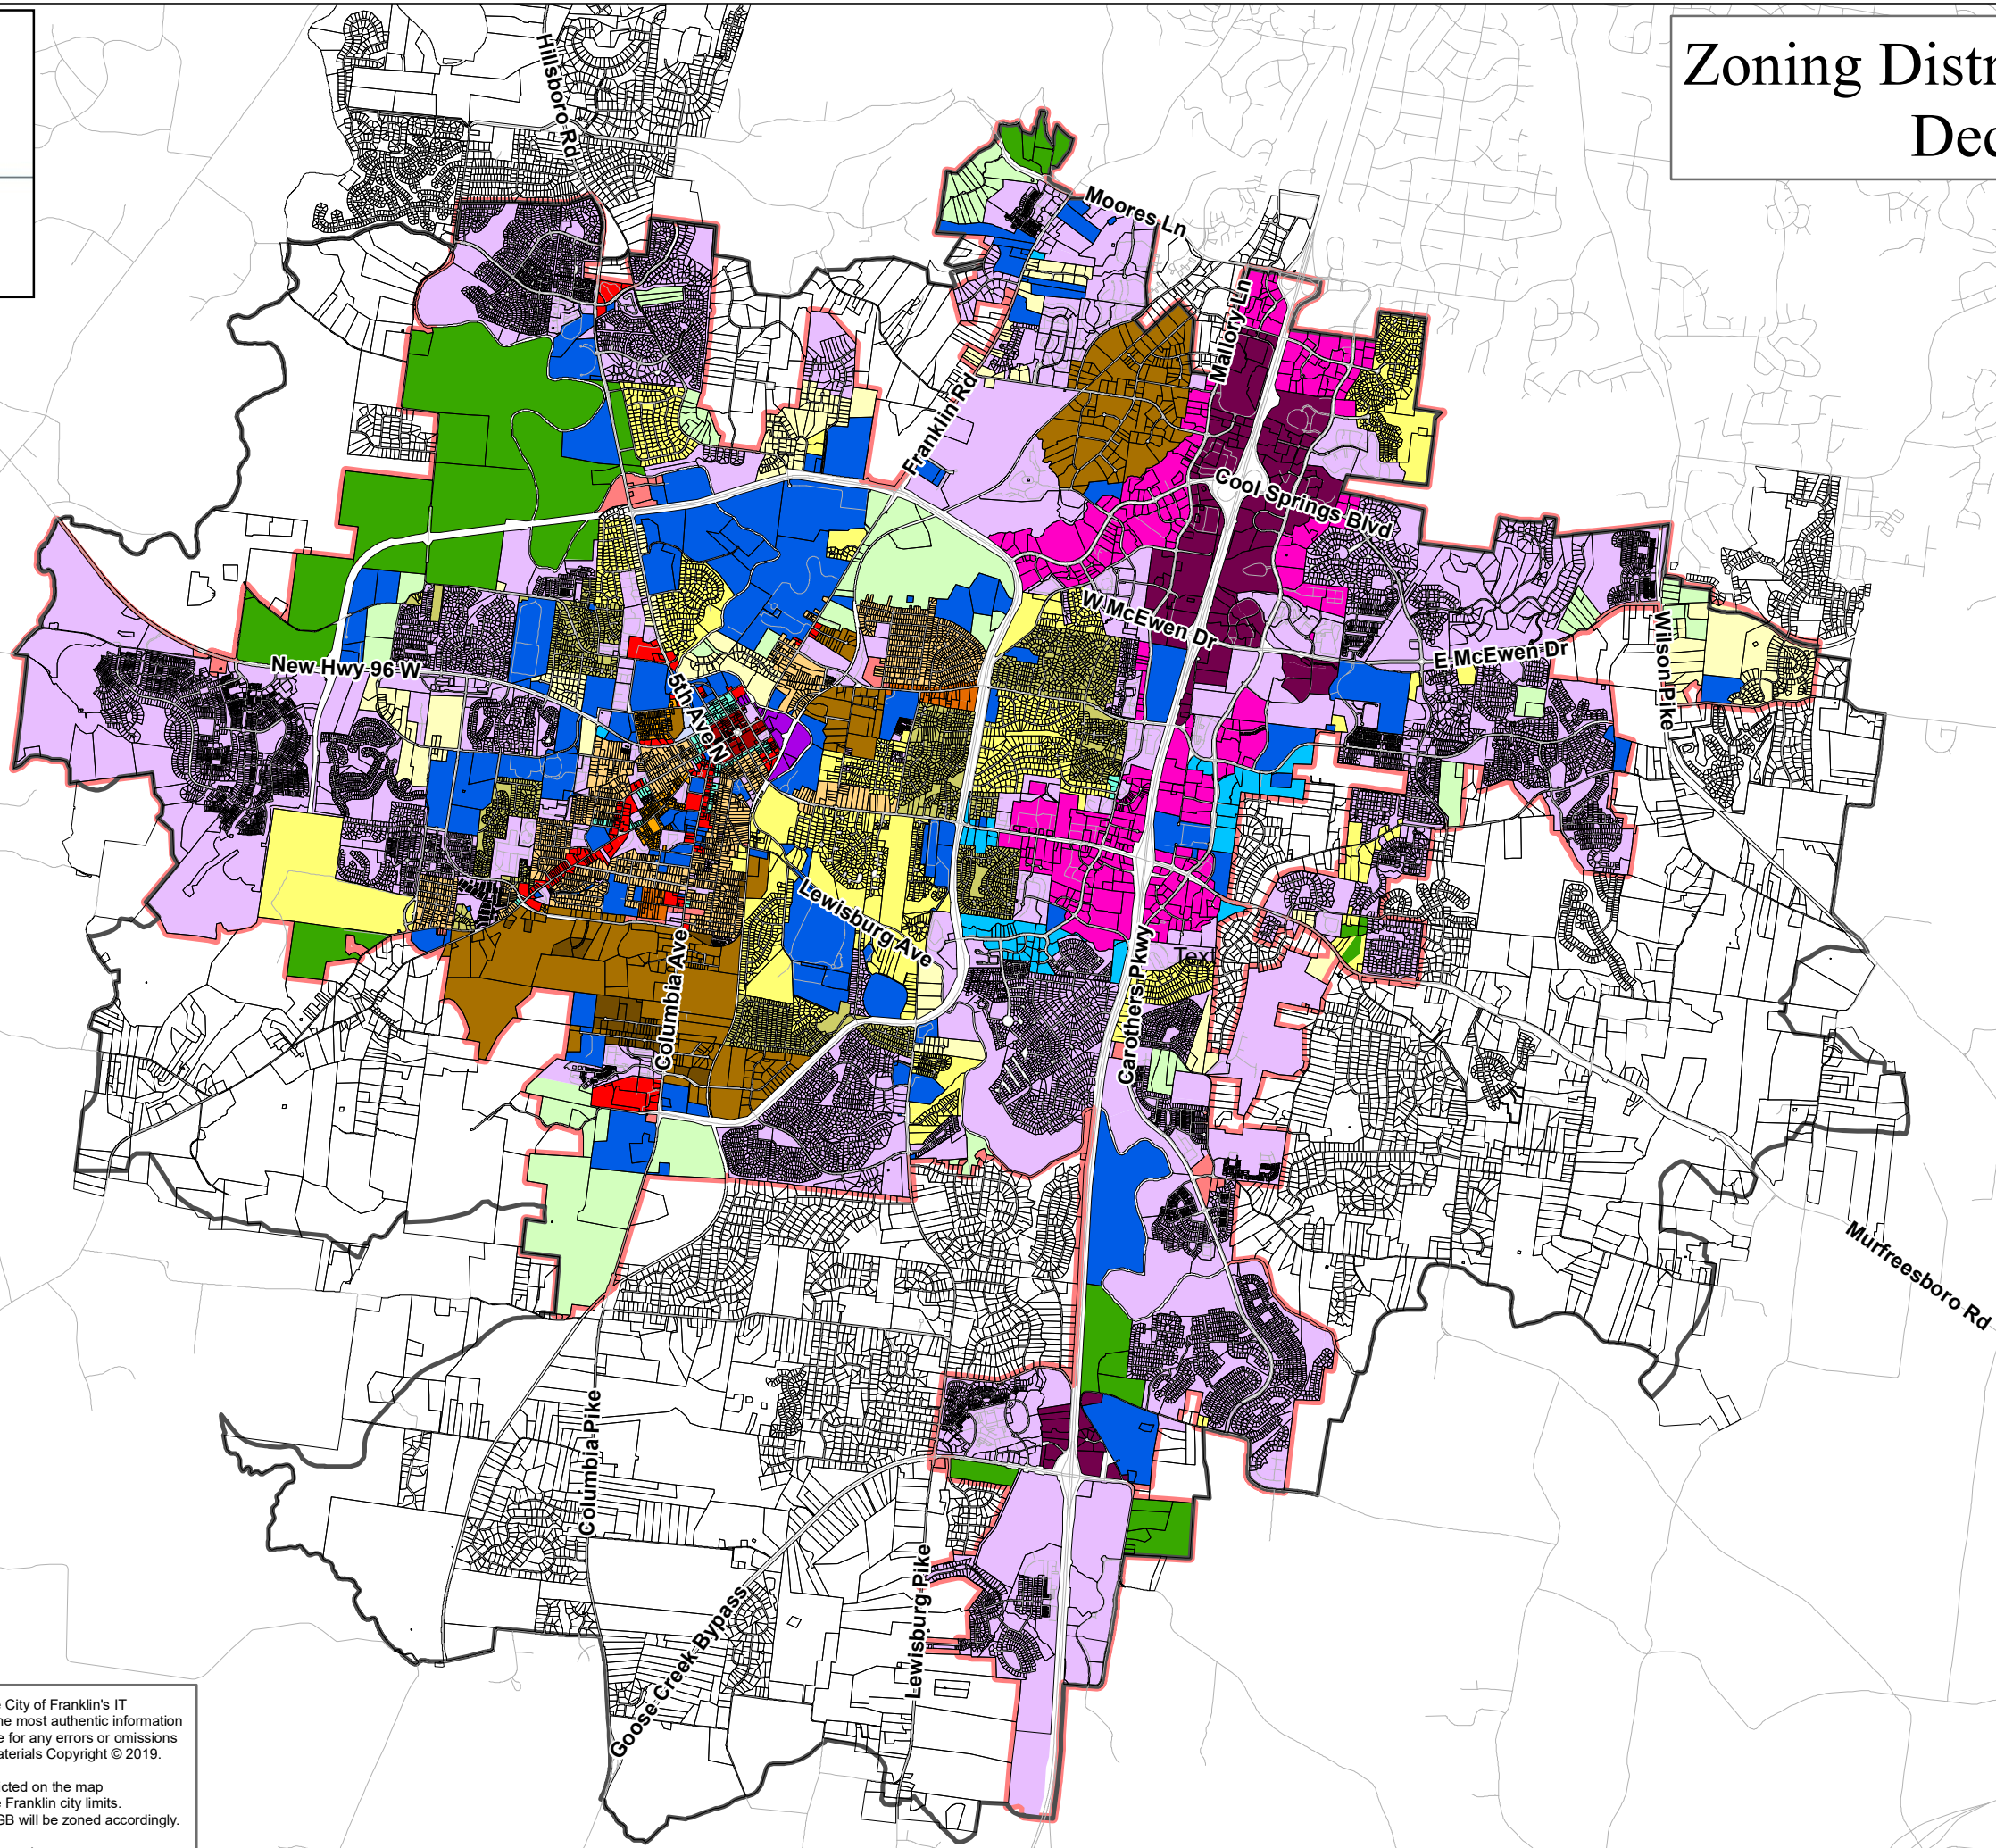 Zoning Distr
Dec
Hillsboro Rd
Moores Ln
Mallory Ln
Franklin Rd
Cool Springs Blvd
W McEwen Dr
E McEwen Dr
Wilson Pike
New Hwy 96 W
5th Ave N
Lewisburg Ave
Columbia Ave
Carothers Pkwy
Text
Murfreesboro Rd
Columbia Pike
Lewisburg Pike
Goose Creek Bypass
City of Franklin's IT
he most authentic information
e for any errors or omissions
aterials Copyright © 2019.
cted on the map
e Franklin city limits.
GB will be zoned accordingly.